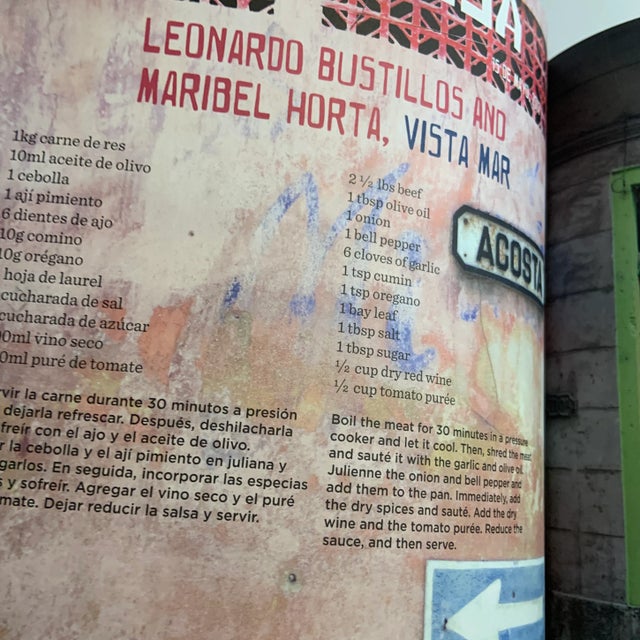 LEONARDO BUSTILLOS AND
MARIBEL HORTA, VISTA MAR
1kg carne de res
10ml aceite de olivo
1 cebolla
1 ají pimiento
6 dientes de ajo
10g comino
10g orégano
hoja de laurel
cucharada de sal
cucharada de azúcar
vino seco
puré de tomate
la carne durante 30 minutos a presión
dejarla refrescar. Después, deshilacharla
freír con el ajo y el aceite de olivo.
la cebolla y el ají pimiento en juliana y
En seguida, incorporar las especias
y sofreír. Agregar el vino seco y el puré
Dejar reducir la salsa y servir.
2 ½ lbs beef
1 tbsp olive oil
1 onion
1 bell pepper
6 cloves of garlic
1 tsp cumin
1 tsp oregano
1 bay leaf
1 tbsp salt
1 tbsp sugar
½ cup dry red wine
½ cup tomato purée
Boil the meat for 30 minutes in a pressure
cooker and let it cool. Then, shred the meat
and sauté it with the garlic and olive oil.
Julienne the onion and bell pepper and
add them to the pan. Immediately, add
the dry spices and sauté. Add the dry
wine and the tomato purée. Reduce the
sauce, and then serve.
ACOSTA